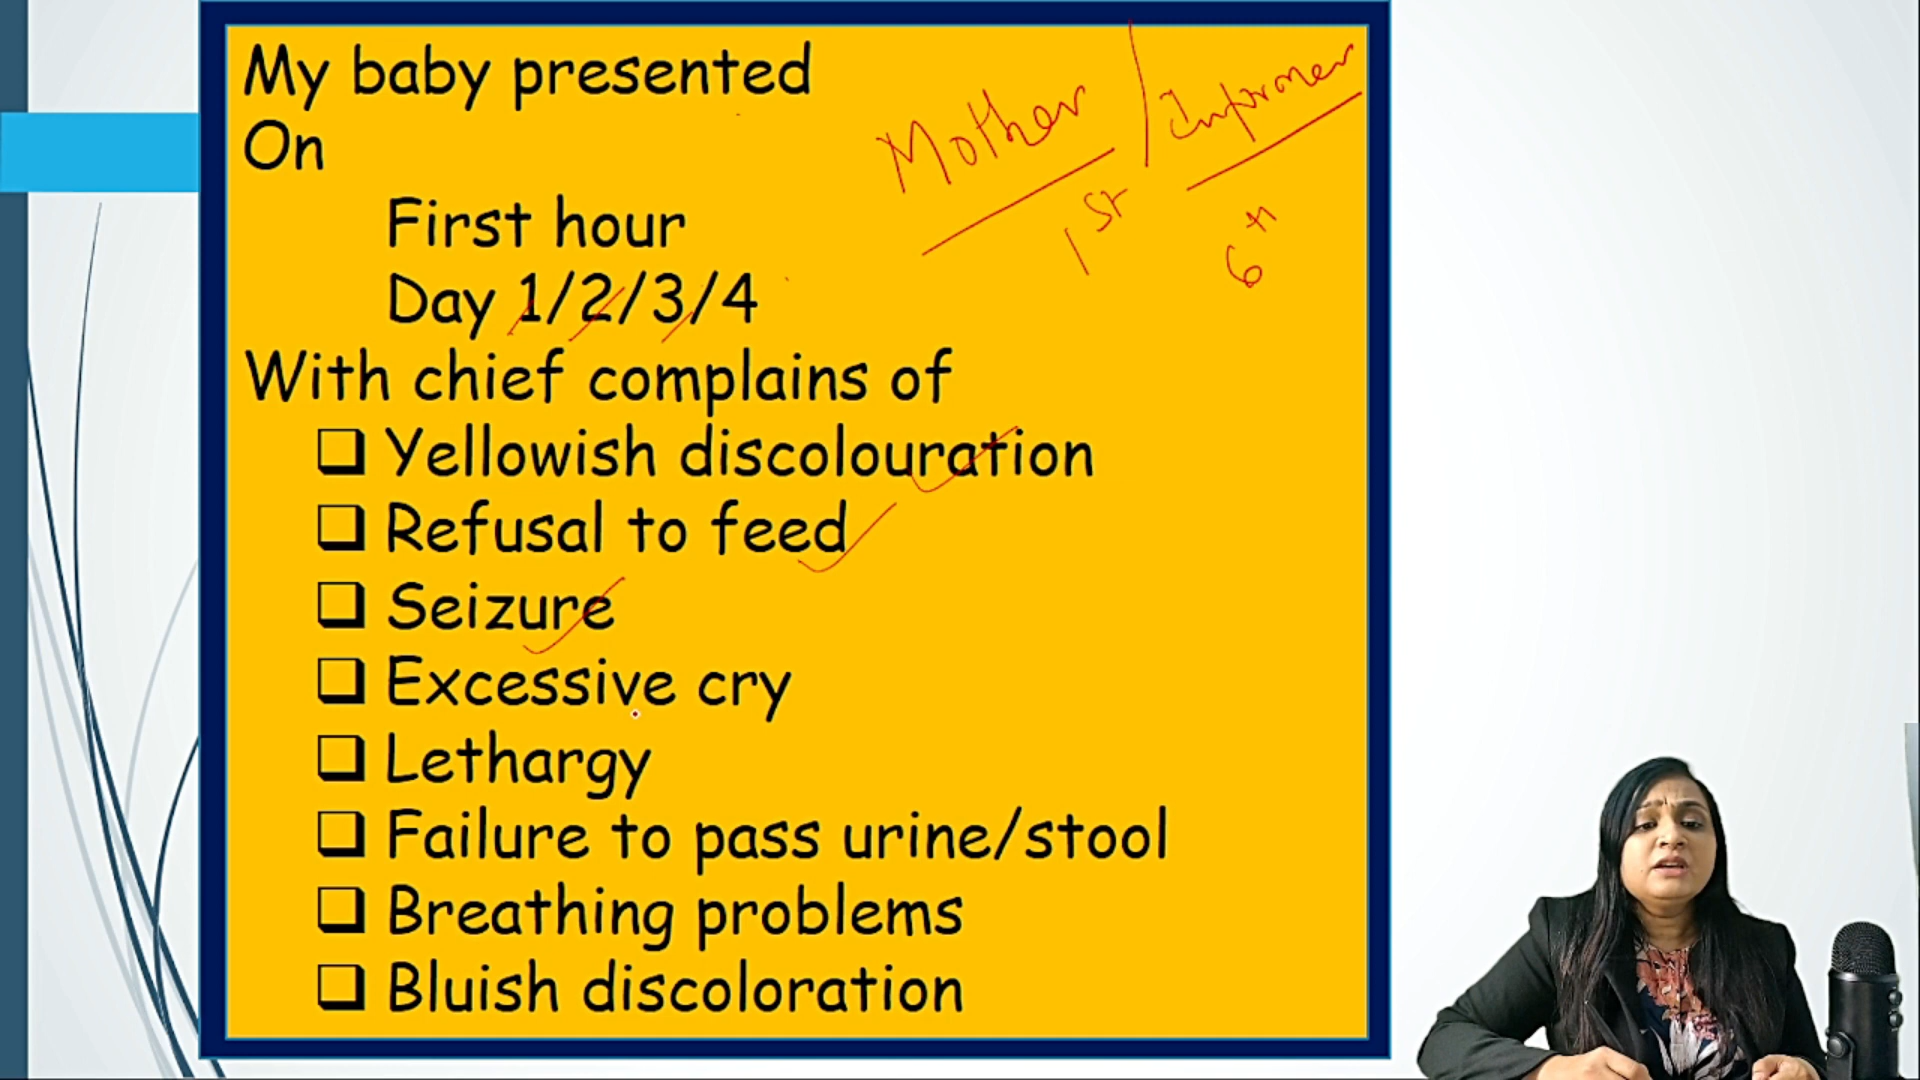 My baby presented
On
First hour
Day 1/2/3/4
With chief complains of
❑ Yellowish discolouration
❑ Refusal to feed
❑ Seizure
❑ Excessive cry
❑ Lethargy
❑ Failure to pass urine/stool
❑ Breathing problems
❑ Bluish discoloration
Mother /
1st
6th